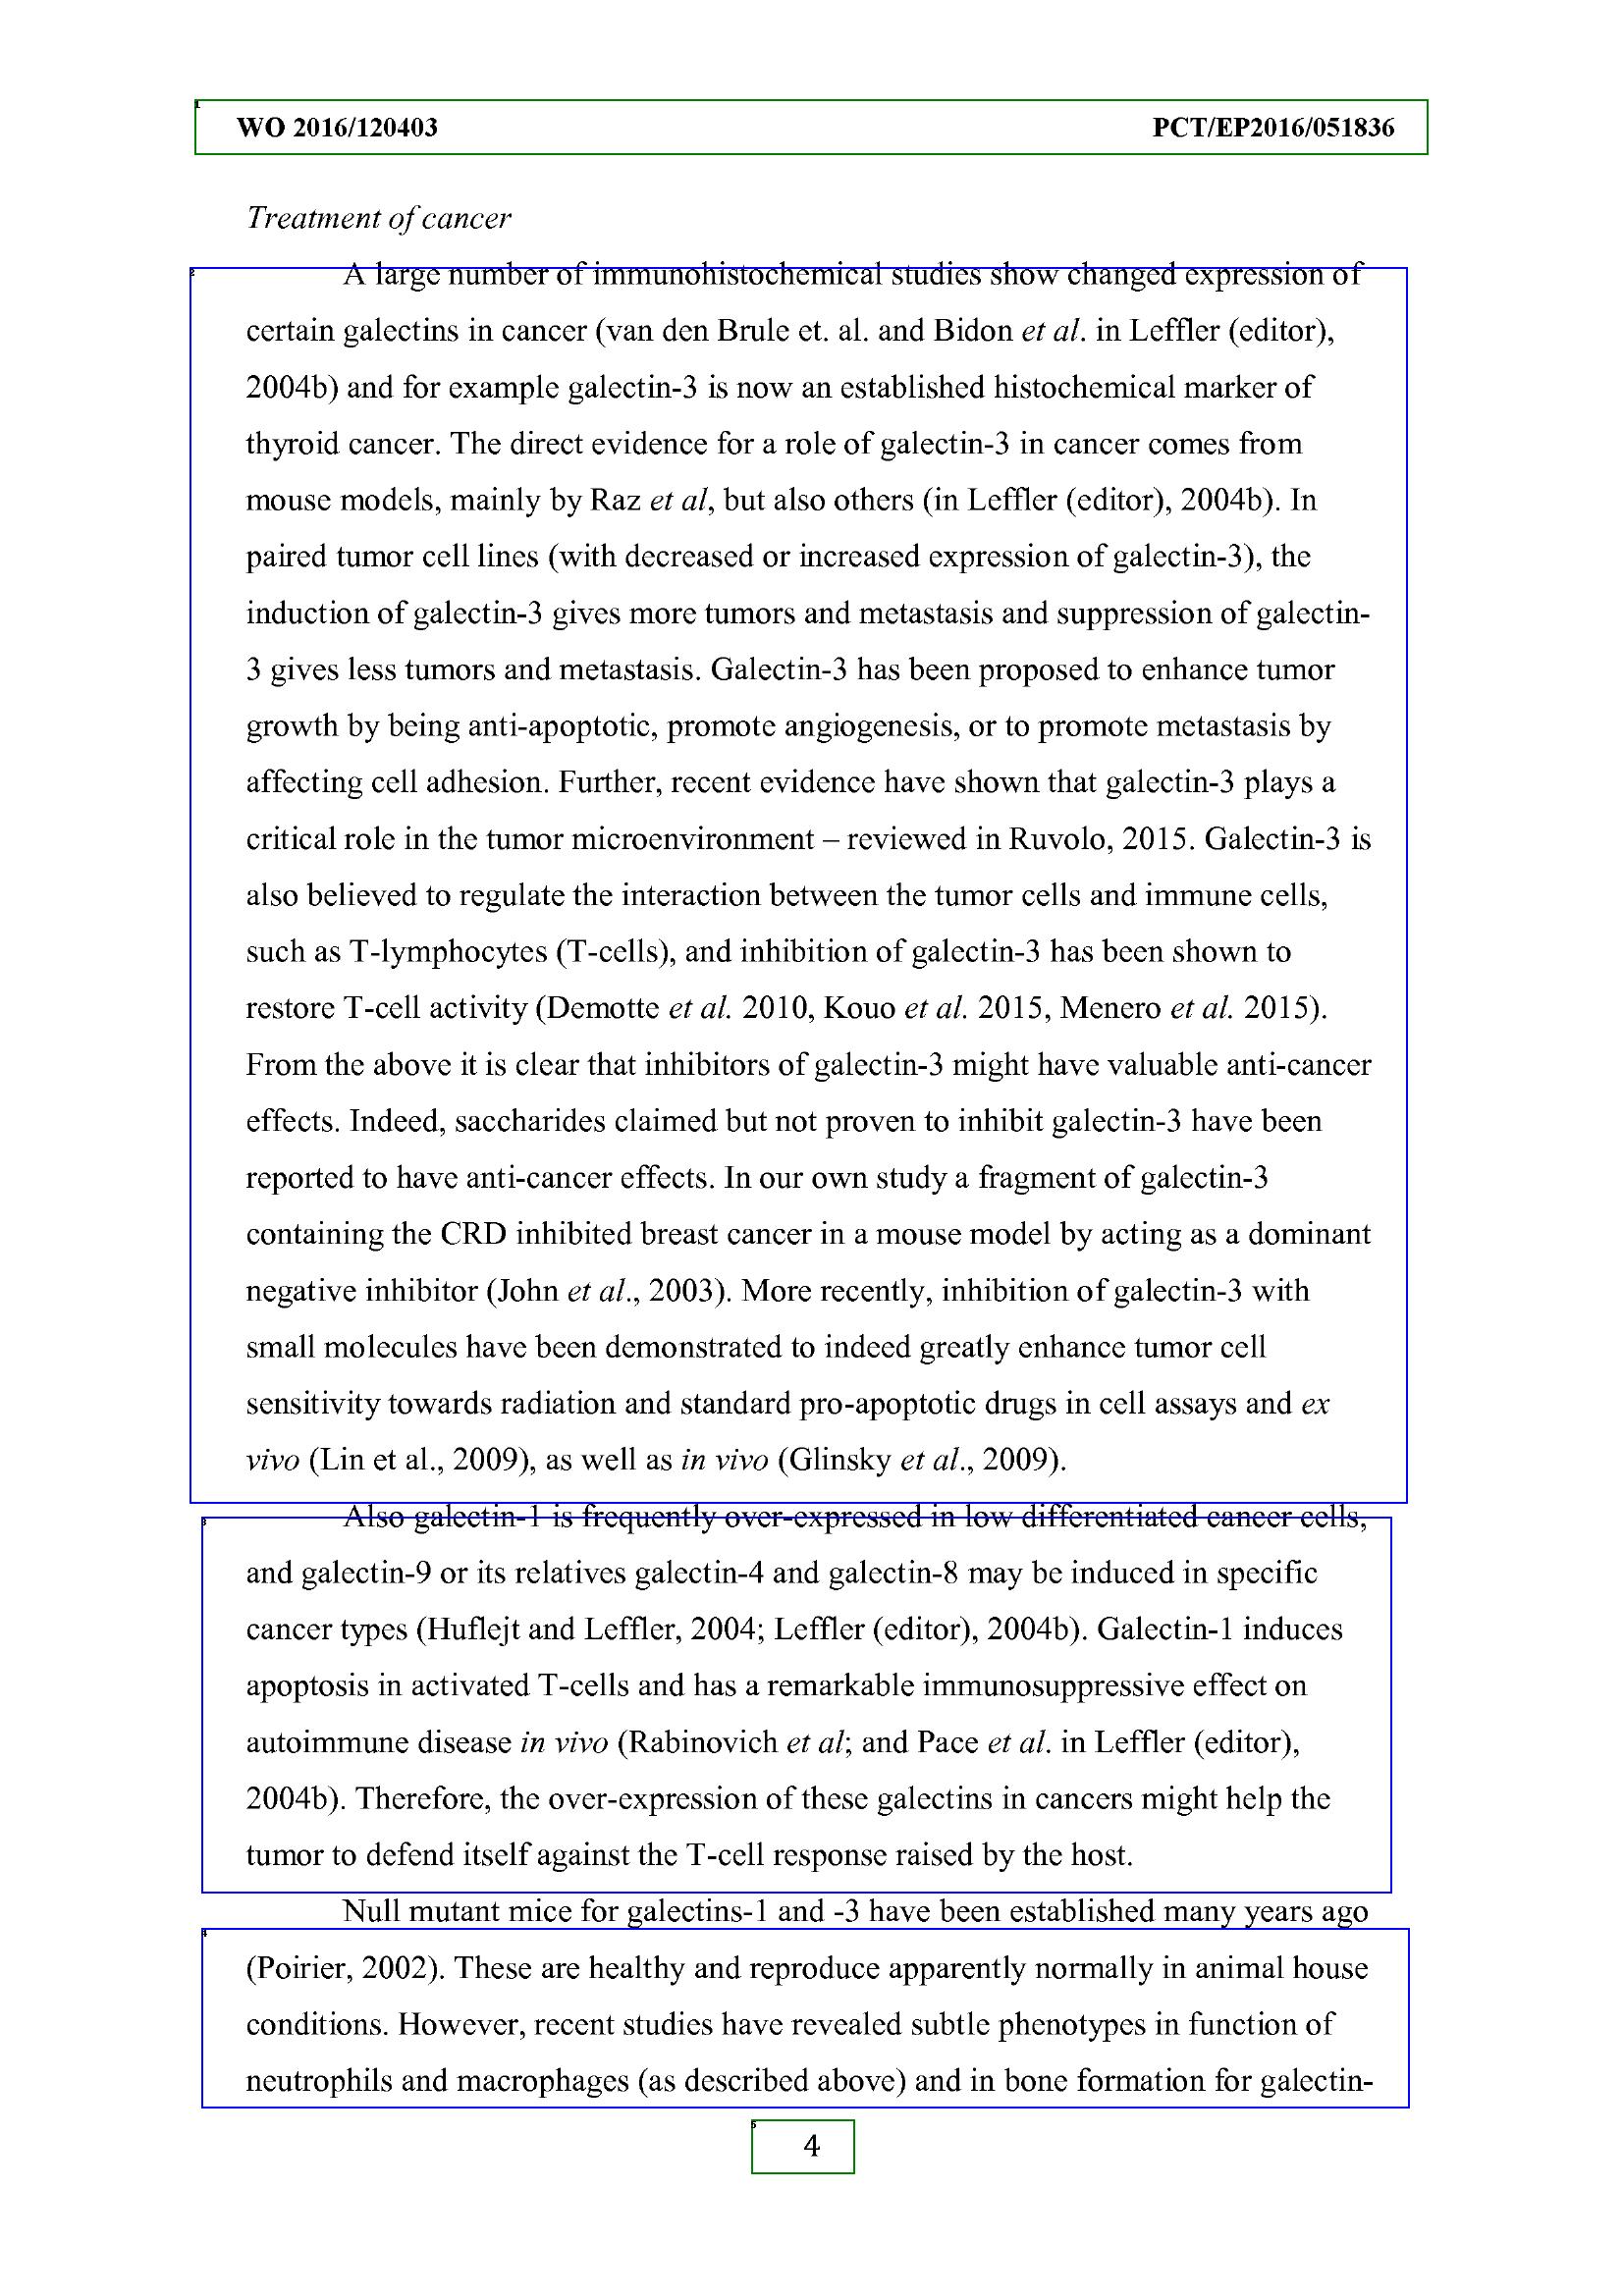 WO 2016/120403 PCT/EP2016/051836
Treatment of cancer
A large number of immunohistochemical studies show changed expression of
certain galectins in cancer (van den Brule et. al. and Bidon et al. in Leffler (editor),
2004b) and for example galectin-3 is now an established histochemical marker of
thyroid cancer. The direct evidence for a role of galectin-3 in cancer comes from
mouse models, mainly by Raz et al, but also others (in Leffler (editor), 2004b). In
paired tumor cell lines (with decreased or increased expression of galectin-3), the
induction of galectin-3 gives more tumors and metastasis and suppression of galectin-
3 gives less tumors and metastasis. Galectin-3 has been proposed to enhance tumor
growth by being anti-apoptotic, promote angiogenesis, or to promote metastasis by
affecting cell adhesion. Further, recent evidence have shown that galectin-3 plays a
critical role in the tumor microenvironment – reviewed in Ruvolo, 2015. Galectin-3 is
also believed to regulate the interaction between the tumor cells and immune cells,
such as T-lymphocytes (T-cells), and inhibition of galectin-3 has been shown to
restore T-cell activity (Demotte et al. 2010, Kouo et al. 2015, Menero et al. 2015).
From the above it is clear that inhibitors of galectin-3 might have valuable anti-cancer
effects. Indeed, saccharides claimed but not proven to inhibit galectin-3 have been
reported to have anti-cancer effects. In our own study a fragment of galectin-3
containing the CRD inhibited breast cancer in a mouse model by acting as a dominant
negative inhibitor (John et al., 2003). More recently, inhibition of galectin-3 with
small molecules have been demonstrated to indeed greatly enhance tumor cell
sensitivity towards radiation and standard pro-apoptotic drugs in cell assays and ex
vivo (Lin et al., 2009), as well as in vivo (Glinsky et al., 2009).
Also galectin-1 is frequently over-expressed in low differentiated cancer cells,
and galectin-9 or its relatives galectin-4 and galectin-8 may be induced in specific
cancer types (Huflejt and Leffler, 2004; Leffler (editor), 2004b). Galectin-1 induces
apoptosis in activated T-cells and has a remarkable immunosuppressive effect on
autoimmune disease in vivo (Rabinovich et al; and Pace et al. in Leffler (editor),
2004b). Therefore, the over-expression of these galectins in cancers might help the
tumor to defend itself against the T-cell response raised by the host.
Null mutant mice for galectins-1 and -3 have been established many years ago
(Poirier, 2002). These are healthy and reproduce apparently normally in animal house
conditions. However, recent studies have revealed subtle phenotypes in function of
neutrophils and macrophages (as described above) and in bone formation for galectin-
4